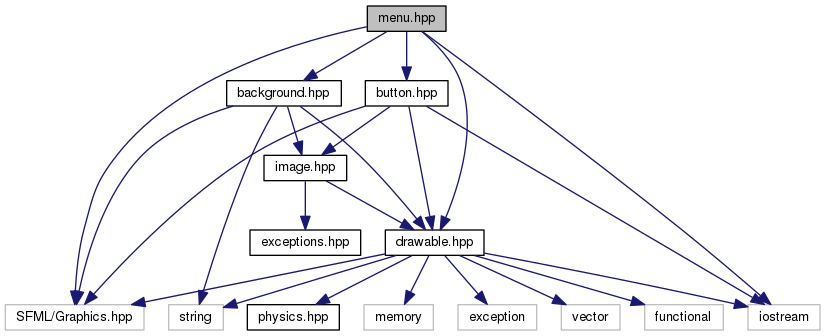 menu.hpp
background.hpp
button.hpp
image.hpp
exceptions.hpp
drawable.hpp
SFML/Graphics.hpp
string
physics.hpp
memory
exception
vector
functional
iostream